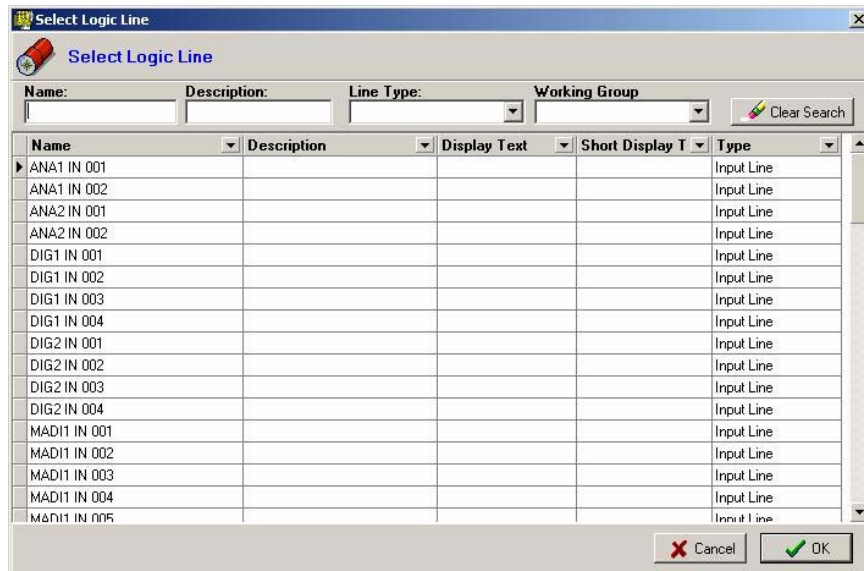 Select Logic Line
Select Logic Line
Name: Description: Line Type: Working Group
Clear Search
Name Description Display Text Short Display T Type
ANA1 IN 001 Input Line
ANA1 IN 002 Input Line
ANA2 IN 001 Input Line
ANA2 IN 002 Input Line
DIG1 IN 001 Input Line
DIG1 IN 002 Input Line
DIG1 IN 003 Input Line
DIG1 IN 004 Input Line
DIG2 IN 001 Input Line
DIG2 IN 002 Input Line
DIG2 IN 003 Input Line
DIG2 IN 004 Input Line
MADI1 IN 001 Input Line
MADI1 IN 002 Input Line
MADI1 IN 003 Input Line
MADI1 IN 004 Input Line
MADI1 IN 005 Input Line
Cancel OK